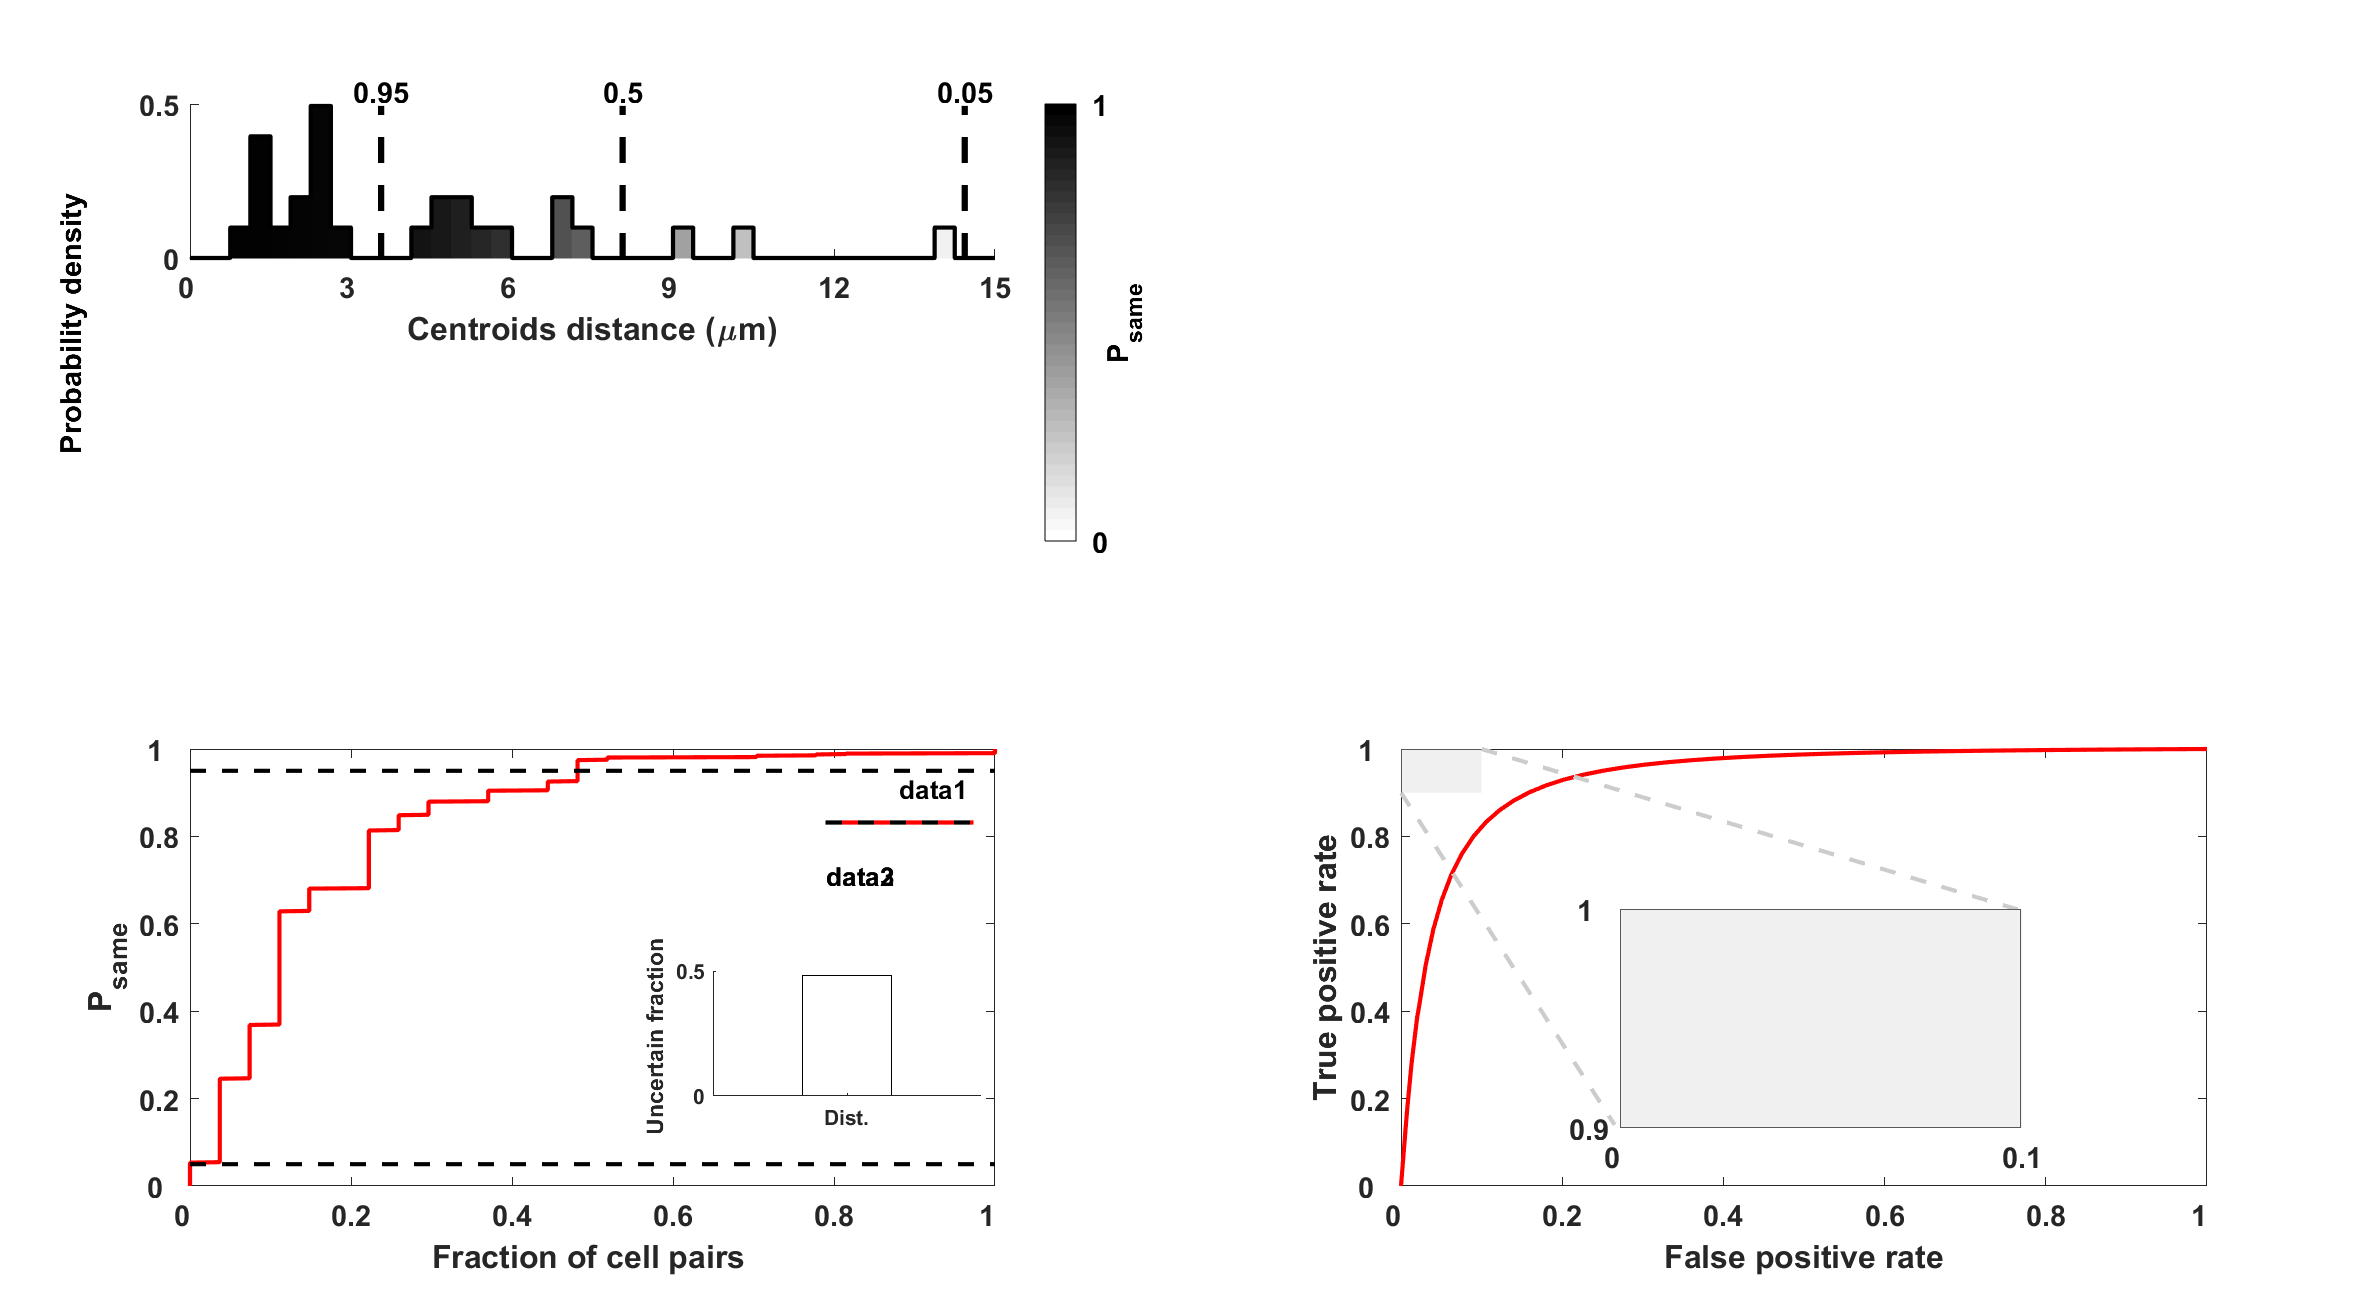 0.95 0.5 0.05
0.5
0
0 3 6 9 12 15
Centroids distance (μm)
Probability density
1
0
P_same
1
0.8
0.6
0.4
0.2
0
P_same
0 0.2 0.4 0.6 0.8 1
Fraction of cell pairs
data1
data2
Uncertain fraction
0.5
0
Dist.
1
0.8
0.6
0.4
0.2
0
True positive rate
0 0.2 0.4 0.6 0.8 1
False positive rate
1
0.9
0 0.1